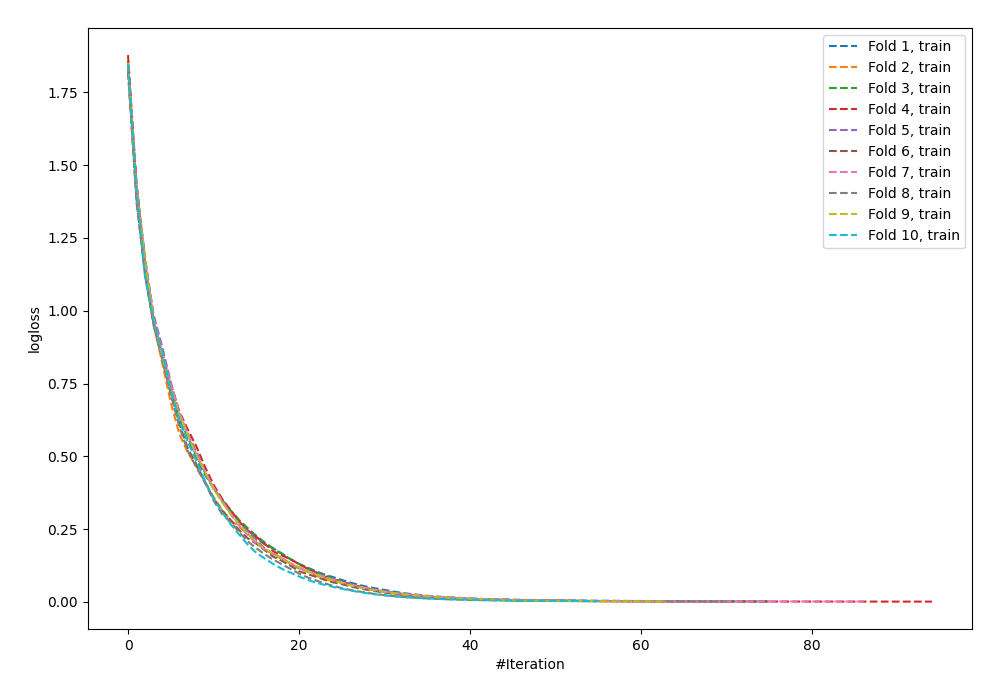 Fold 1, train
Fold 2, train
Fold 3, train
Fold 4, train
Fold 5, train
Fold 6, train
Fold 7, train
Fold 8, train
Fold 9, train
Fold 10, train
1.75
1.50
1.25
1.00
0.75
0.50
0.25
0.00
logloss
0 20 40 60 80
#Iteration